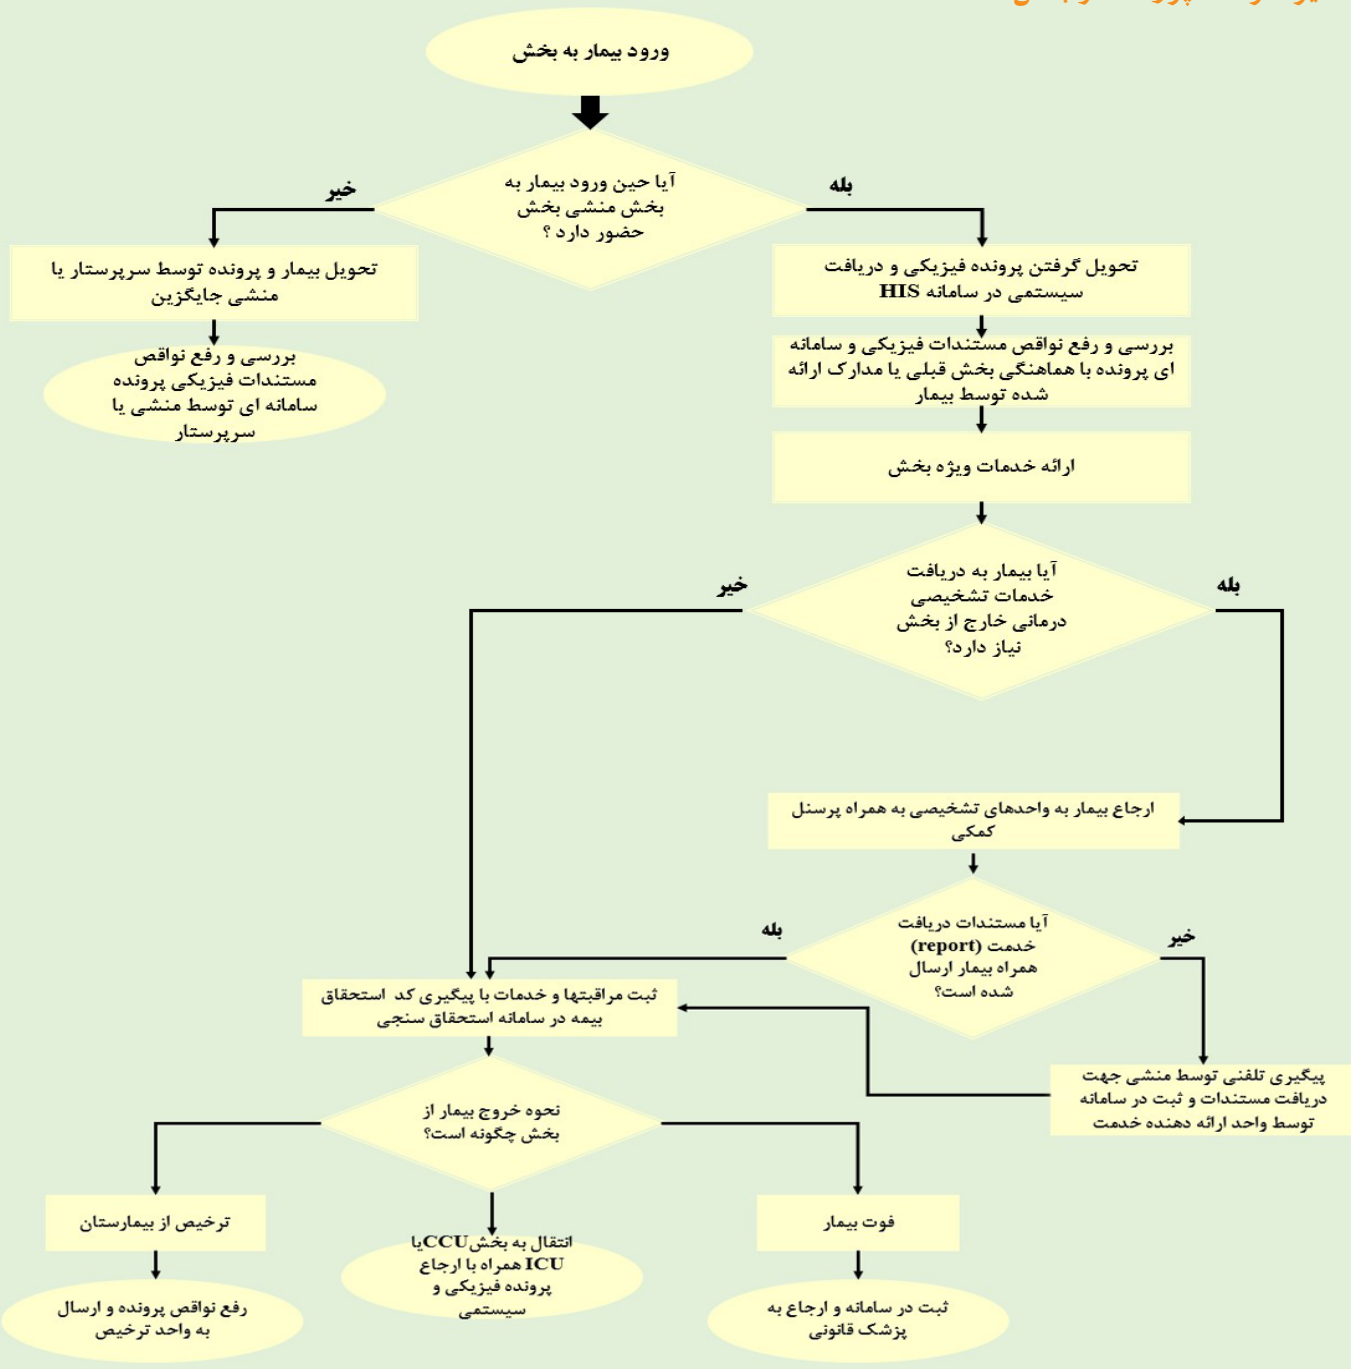 ورود بیمار به بخش
آیا حین ورود بیمار به
بخش منشی بخش
حضور دارد ؟
بله
خیر
تحویل گرفتن پرونده فیزیکی و دریافت
سیستمی در سامانه HIS
تحویل بیمار و پرونده توسط سرپرستار یا
منشی جایگزین
بررسی و رفع نواقص مستندات فیزیکی و سامانه
ای پرونده با هماهنگی بخش قبلی یا مدارک ارائه
شده توسط بیمار
بررسی و رفع نواقص
مستندات فیزیکی پرونده
سامانه ای توسط منشی یا
سرپرستار
ارائه خدمات ویژه بخش
آیا بیمار به دریافت
خدمات تشخیصی
درمانی خارج از بخش
نیاز دارد؟
بله
خیر
ارجاع بیمار به واحدهای تشخیصی به همراه پرسنل
کمکی
آیا مستندات دریافت
خدمت (report)
همراه بیمار ارسال
شده است؟
خیر
بله
ثبت مراقبتها و خدمات با پیگیری کد استحقاق
بیمه در سامانه استحقاق سنجی
پیگیری تلفنی توسط منشی جهت
دریافت مستندات و ثبت در سامانه
توسط واحد ارائه دهنده خدمت
نحوه خروج بیمار از
بخش چگونه است؟
فوت بیمار
ترخیص از بیمارستان
انتقال به بخش CCU یا
ICU همراه با ارجاع
پرونده فیزیکی و
سیستمی
ثبت در سامانه و ارجاع به
پزشک قانونی
رفع نواقص پرونده و ارسال
به واحد ترخیص